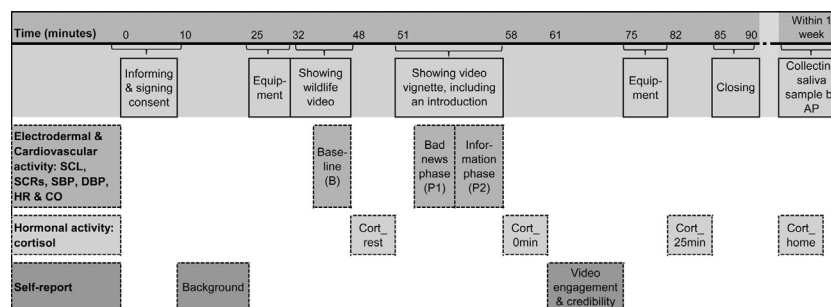 Within 1
Time (minutes) 0 10 25 32 48 51 58 61 75 82 85 90 week
Informing & signing consent
Equip-
ment
Showing
wildlife
video
Showing video
vignette, including
an introduction
Equip-
ment
Closing
Collectin
saliva
sample b
AP
Electrodermal &
Cardiovascular
activity: SCL,
SCRs, SBP, DBP,
HR & CO
Base-
line
(B)
Bad
news
phase
(P1)
Infor-
mation
phase
(P2)
Hormonal activity:
cortisol
Cort_
rest
Cort_
0min
Cort_
25min
Cort_
home
Self-report
Background
Video
engagement
& credibility